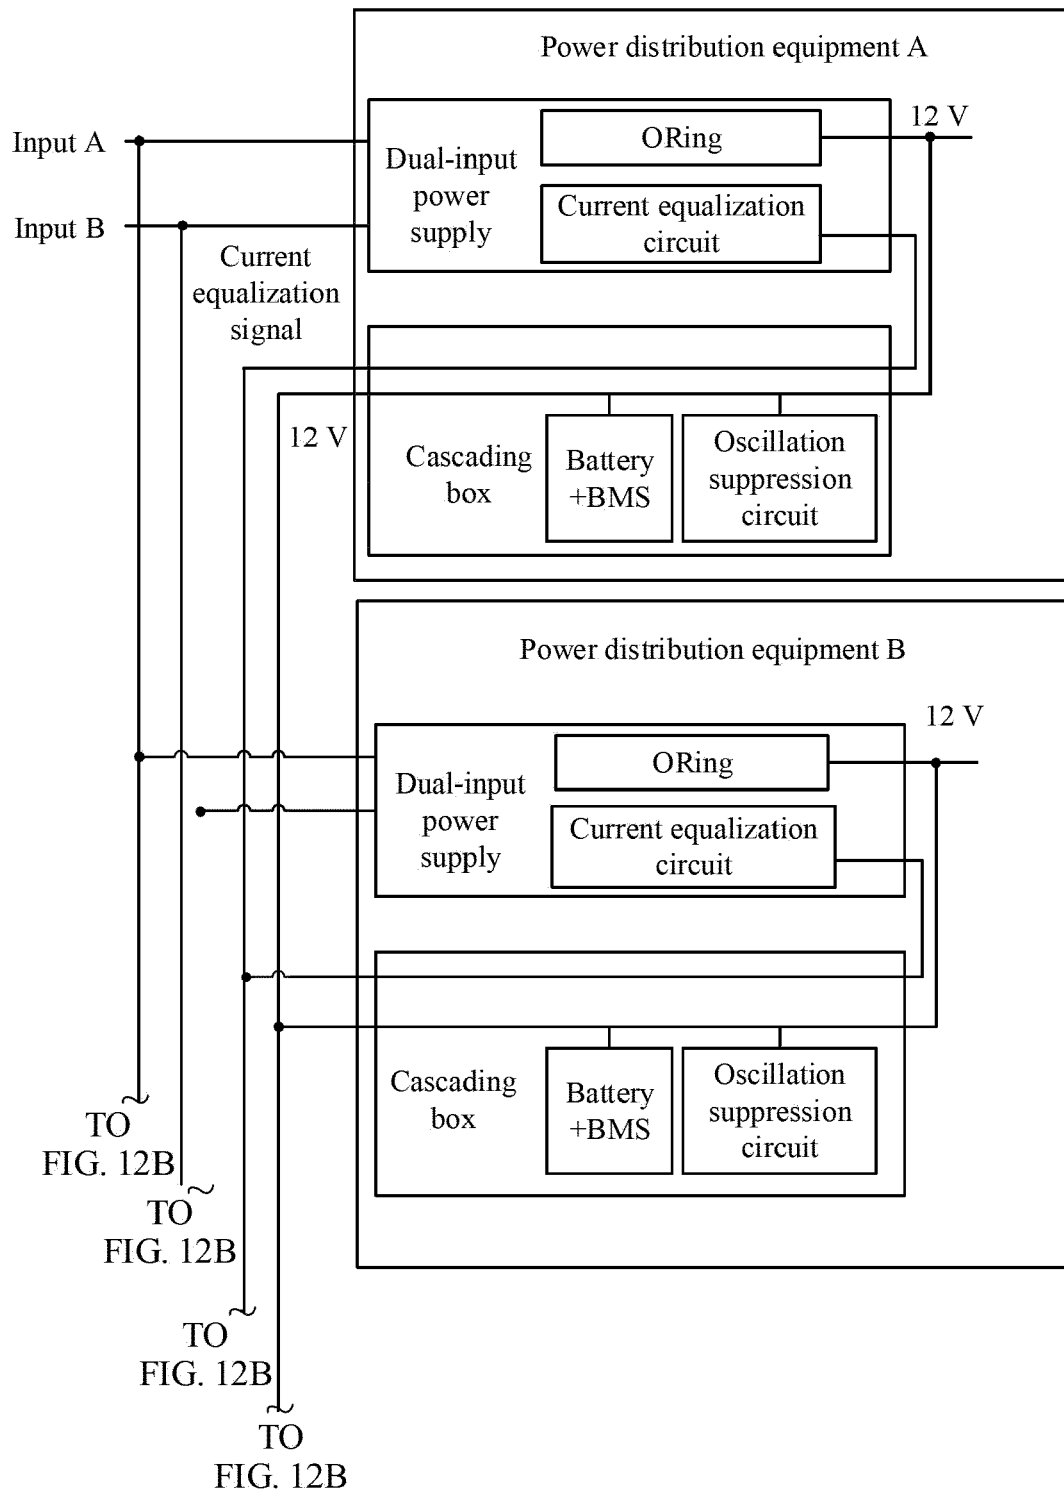 Power distribution equipment A
12 V
Input A
ORing
Dual-input
power
supply
Current equalization
circuit
Input B
Current
equalization
signal
12 V
Cascading
box
Battery
+BMS
Oscillation
suppression
circuit
Power distribution equipment B
12 V
ORing
Dual-input
power
supply
Current equalization
circuit
Cascading
box
Battery
+BMS
Oscillation
suppression
circuit
TO
FIG. 12B
TO
FIG. 12B
TO
FIG. 12B
TO
FIG. 12B